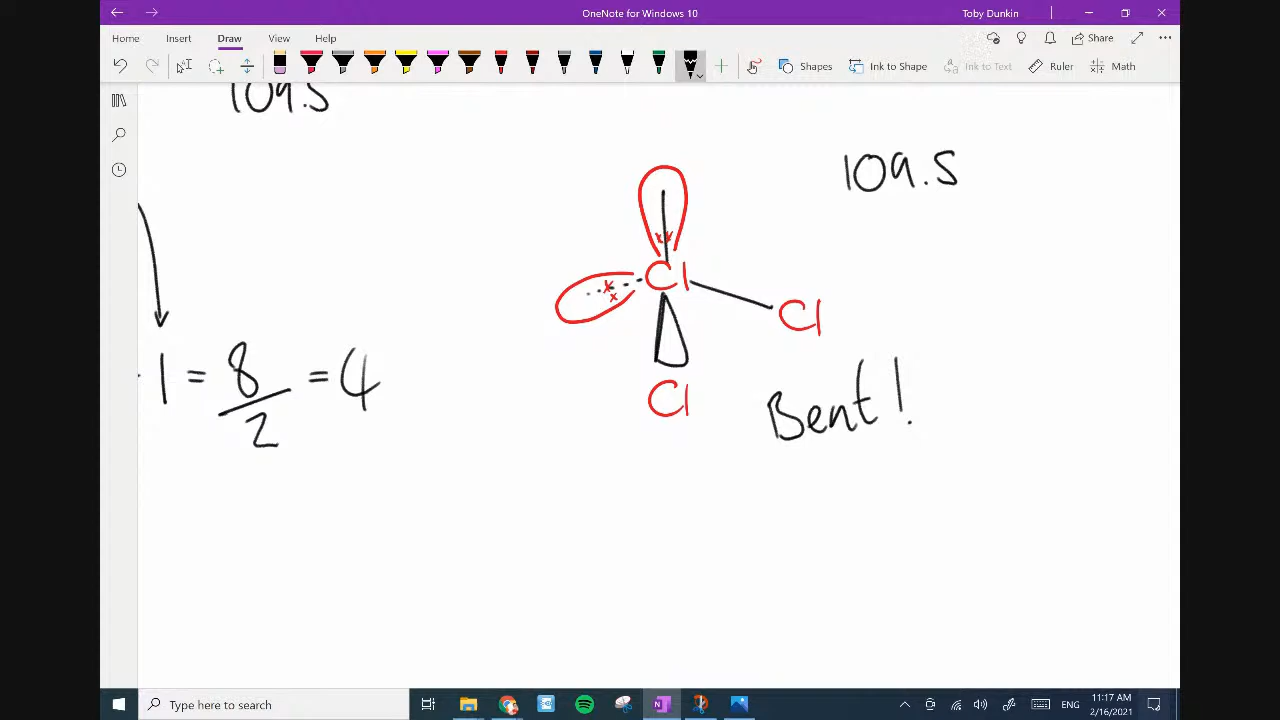 OneNote for Windows 10
Toby Dunkin
Home Insert Draw View Help
Share
Shapes Ink to Shape Ink to Text Ruler Math
109.5
109.5
Cl
Cl
Cl
Bent!
1 = 8/2 = 4
Type here to search
11:17 AM
2/16/2021